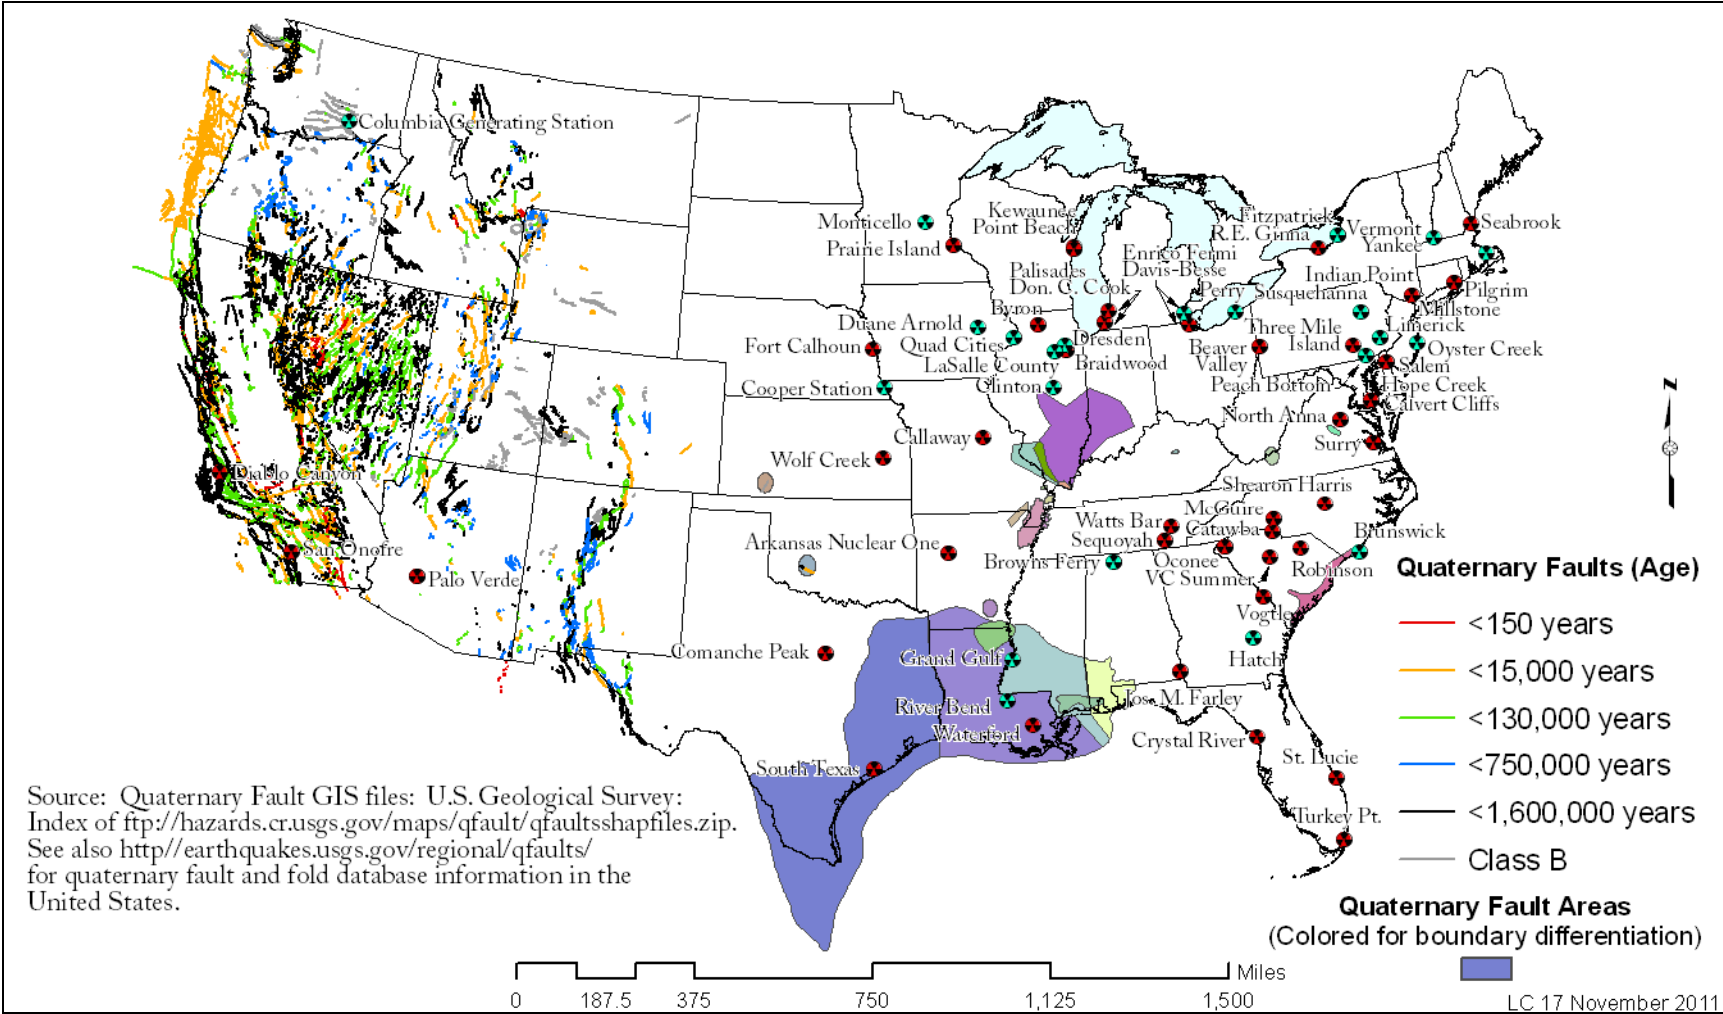 Columbia Generating Station
Monticello
Prairie Island
Kewaunee
Point Beach
Fitzpatrick
R.E. Ginna
Vermont
Yankee
Seabrook
Enrico Fermi
Davis-Besse
Palisades
Don. C. Cook
Perry
Susquehanna
Indian Point
Pilgrim
Millstone
Byron
Duane Arnold
Quad Cities
Fort Calhoun
LaSalle County
Dresden
Braidwood
Three Mile
Island
Limerick
Beaver
Valley
Oyster Creek
Salem
Cooper Station
Clinton
Peach Bottom
Hope Creek
Calvert Cliffs
Callaway
North Anna
Surry
Wolf Creek
Diablo Canyon
Shearon Harris
McGuire
Watts Bar
Catawba
Sequoyah
Brunswick
San Onofre
Arkansas Nuclear One
Browns Ferry
Oconee
VC Summer
Robinson
Palo Verde
Vogtle
Comanche Peak
Grand Gulf
Hatch
River Bend
Jos. M. Farley
Waterford
Crystal River
South Texas
St. Lucie
Turkey Pt.
Quaternary Faults (Age)
<150 years
<15,000 years
<130,000 years
<750,000 years
<1,600,000 years
Class B
Quaternary Fault Areas
(Colored for boundary differentiation)
Source: Quaternary Fault GIS files: U.S. Geological Survey:
Index of ftp://hazards.cr.usgs.gov/maps/qfault/qfaultsshapfiles.zip.
See also http//earthquakes.usgs.gov/regional/qfaults/
for quaternary fault and fold database information in the
United States.
Miles
0 187.5 375 750 1,125 1,500
LC 17 November 2011
N